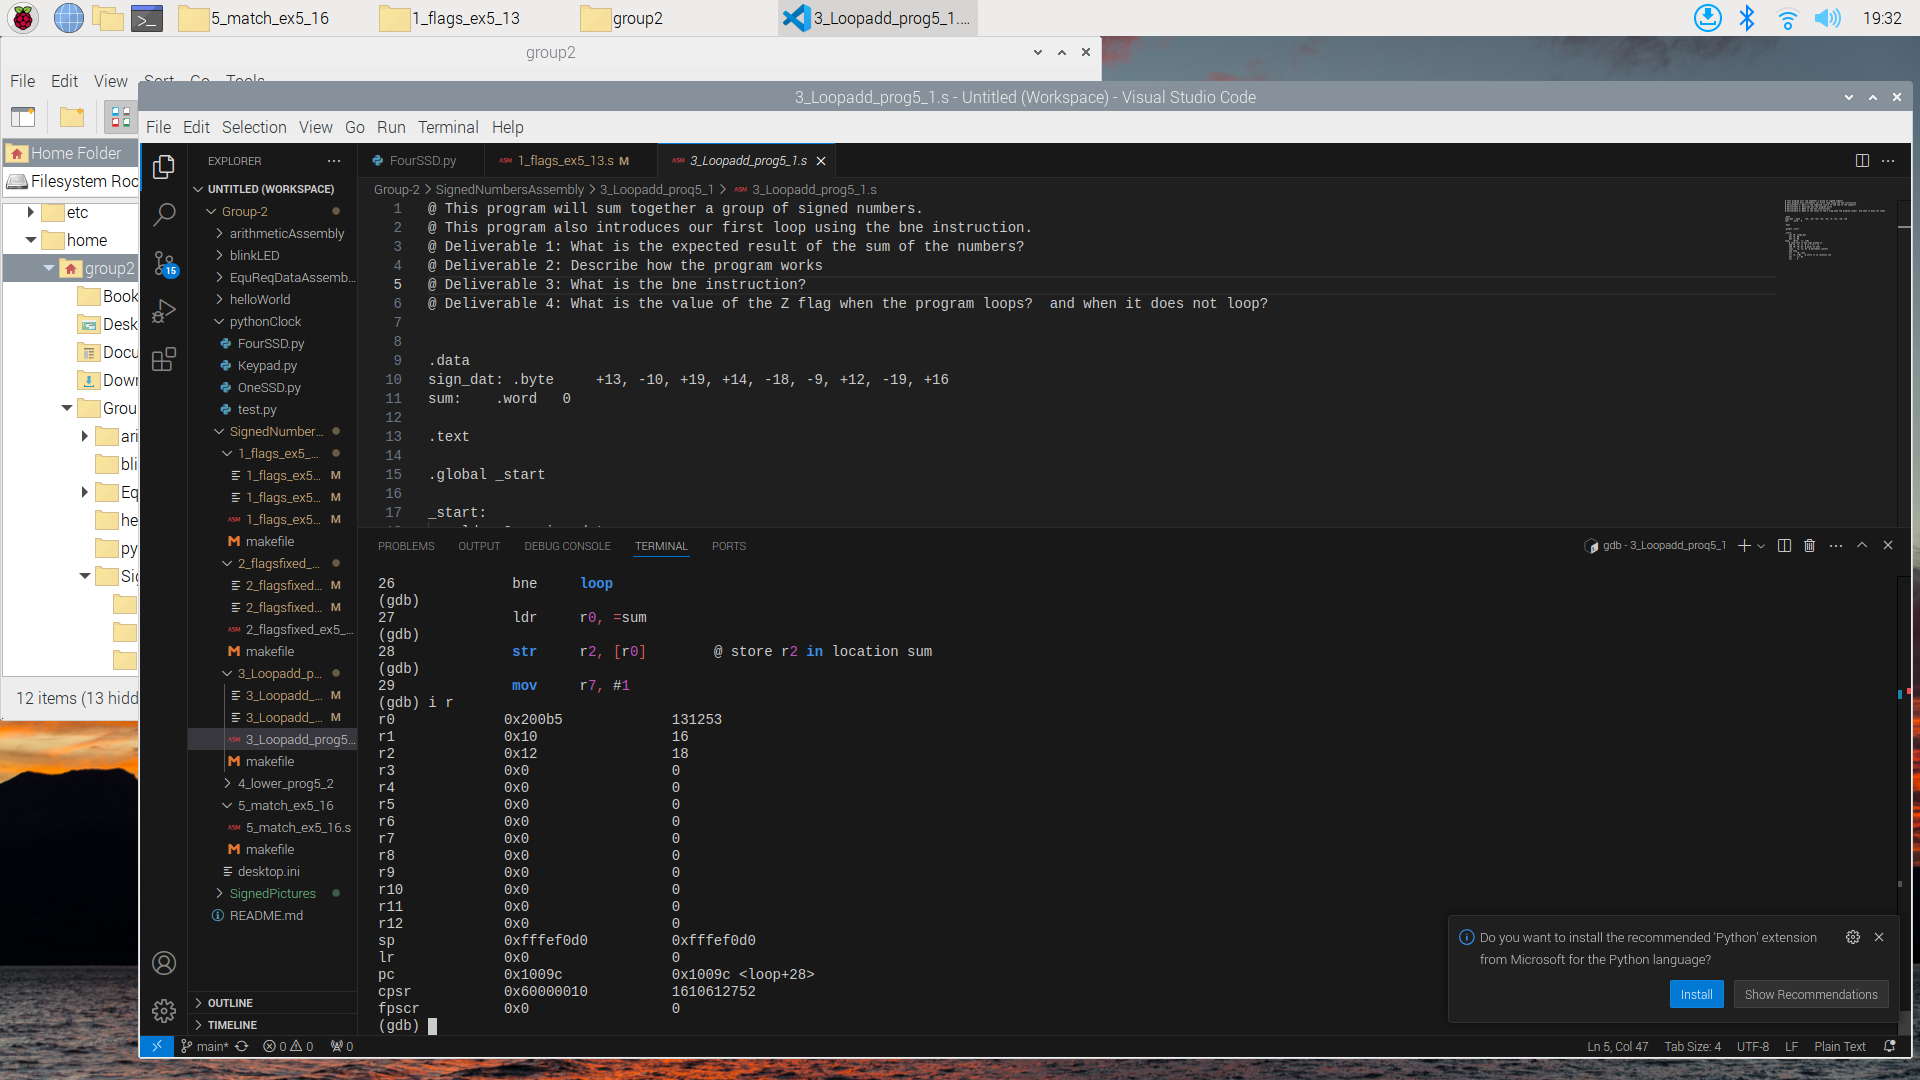 5_match_ex5_16
1_flags_ex5_13
group2
3_Loopadd_prog5_1....
19:32
group2
File Edit View Sort Go Tools
3_Loopadd_prog5_1.s - Untitled (Workspace) - Visual Studio Code
File Edit Selection View Go Run Terminal Help
Home Folder
Filesystem Roo
etc
home
group2
Book
Desk
Docu
Down
Grou
ari
bli
Eq
he
py
Sig
12 items (13 hidd
15
EXPLORER
UNTITLED (WORKSPACE)
Group-2
arithmeticAssembly
blinkLED
EquReqDataAssemb...
helloWorld
pythonClock
FourSSD.py
Keypad.py
OneSSD.py
test.py
SignedNumber...
1_flags_ex5_...
1_flags_ex5... M
1_flags_ex5... M
ASM 1_flags_ex5... M
M makefile
2_flagsfixed_...
2_flagsfixed... M
2_flagsfixed... M
ASM 2_flagsfixed_ex5_...
M makefile
3_Loopadd_p...
3_Loopadd_... M
3_Loopadd_... M
ASM 3_Loopadd_prog5...
M makefile
4_lower_prog5_2
5_match_ex5_16
ASM 5_match_ex5_16.s
M makefile
desktop.ini
SignedPictures
README.md
OUTLINE
TIMELINE
FourSSD.py
ASM 1_flags_ex5_13.s M
ASM 3_Loopadd_prog5_1.s
Group-2 > SignedNumbersAssembly > 3_Loopadd_prog5_1 > ASM 3_Loopadd_prog5_1.s
1 @ This program will sum together a group of signed numbers.
2 @ This program also introduces our first loop using the bne instruction.
3 @ Deliverable 1: What is the expected result of the sum of the numbers?
4 @ Deliverable 2: Describe how the program works
5 @ Deliverable 3: What is the bne instruction?
6 @ Deliverable 4: What is the value of the Z flag when the program loops?  and when it does not loop?
7
8
9 .data
10 sign_dat: .byte     +13, -10, +19, +14, -18, -9, +12, -19, +16
11 sum:    .word   0
12
13 .text
14
15 .global _start
16
17 _start:
PROBLEMS OUTPUT DEBUG CONSOLE TERMINAL PORTS
gdb - 3_Loopadd_prog5_1
26 bne loop
(gdb)
27 ldr r0, =sum
(gdb)
28 str r2, [r0] @ store r2 in location sum
(gdb)
29 mov r7, #1
(gdb) i r
r0 0x200b5 131253
r1 0x10 16
r2 0x12 18
r3 0x0 0
r4 0x0 0
r5 0x0 0
r6 0x0 0
r7 0x0 0
r8 0x0 0
r9 0x0 0
r10 0x0 0
r11 0x0 0
r12 0x0 0
sp 0xfffef0d0 0xfffef0d0
lr 0x0 0
pc 0x1009c 0x1009c <loop+28>
cpsr 0x60000010 1610612752
fpscr 0x0 0
(gdb)
Do you want to install the recommended 'Python' extension
from Microsoft for the Python language?
Install
Show Recommendations
main* 0 0 0
Ln 5, Col 47 Tab Size: 4 UTF-8 LF Plain Text